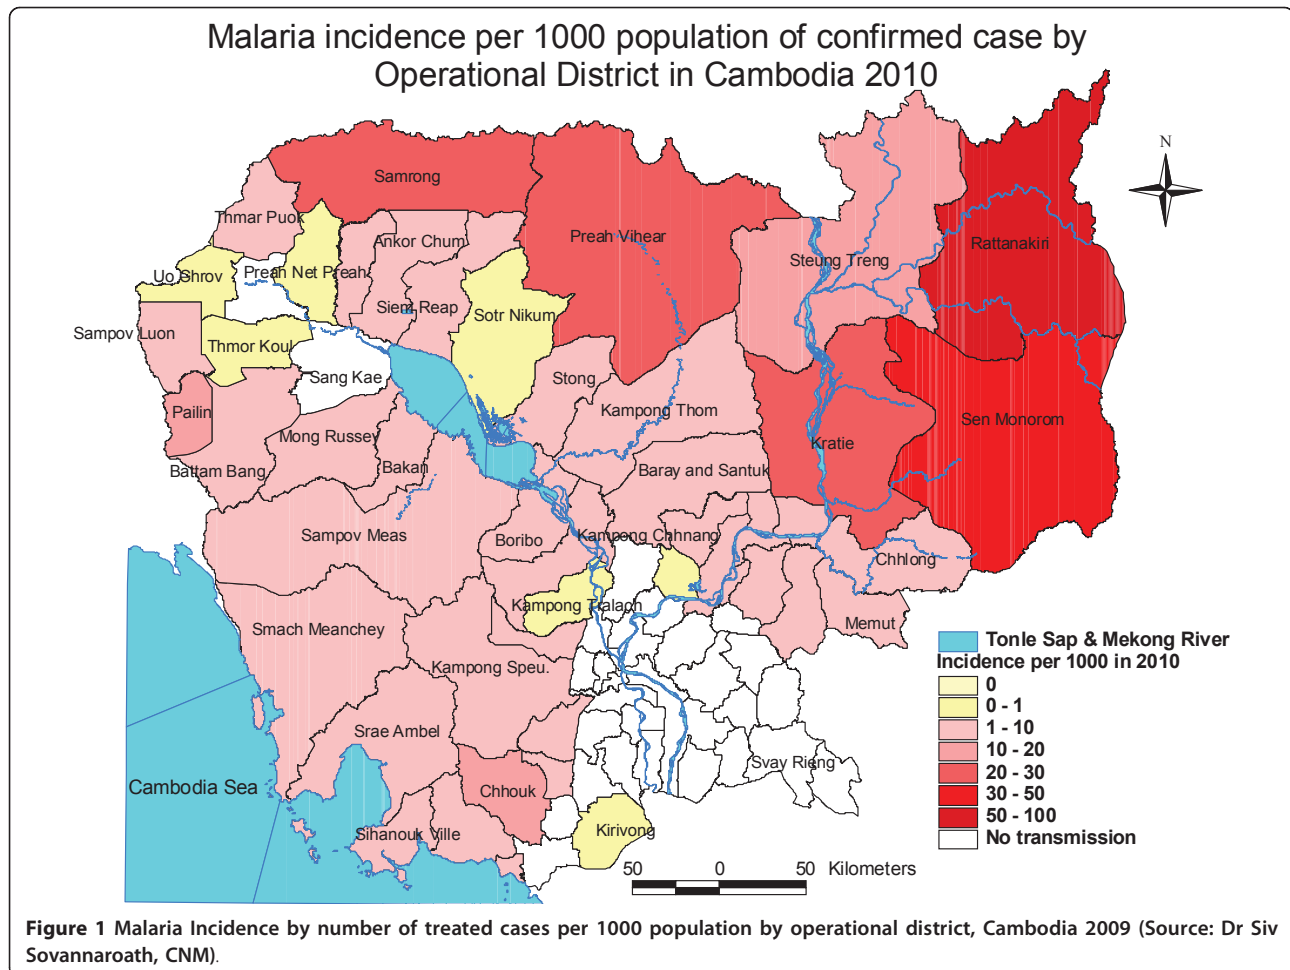 Malaria incidence per 1000 population of confirmed case by
Operational District in Cambodia 2010
N
Samrong
Thmar Puok
Ankor Chum
Preah Vihear
Rattanakiri
Steung Treng
Uo Shrov
Preah Net Preah
Siem Reap
Sotr Nikum
Sampov Luon
Thmor Koul
Sang Kae
Stong
Pailin
Kampong Thom
Sen Monorom
Mong Russey
Kratie
Battam Bang
Bakan
Baray and Santuk
Sampov Meas
Boribo
Kampong Chhnang
Chhlong
Kampong Tralach
Smach Meanchey
Memut
Kampong Speu.
Srae Ambel
Svay Rieng
Cambodia Sea
Chhouk
Sihanouk Ville
Kirivong
Tonle Sap & Mekong River
Incidence per 1000 in 2010
0
0 - 1
1 - 10
10 - 20
20 - 30
30 - 50
50 - 100
No transmission
50 0 50 Kilometers
Figure 1 Malaria Incidence by number of treated cases per 1000 population by operational district, Cambodia 2009 (Source: Dr Siv
Sovannaroath, CNM).